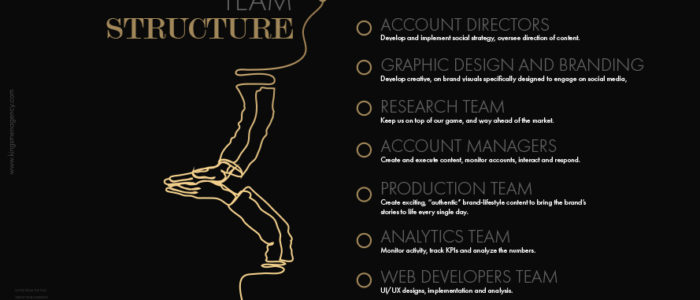 TEAM
STRUCTURE
ACCOUNT DIRECTORS
Develop and implement social strategy, oversee direction of content.
GRAPHIC DESIGN AND BRANDING
Develop creative, on brand visuals specifically designed to engage on social media,
RESEARCH TEAM
Keep us on top of our game, and way ahead of the market.
ACCOUNT MANAGERS
Create and execute content, monitor accounts, interact and respond.
PRODUCTION TEAM
Create exciting, “authentic” brand-lifestyle content to bring the brand's
stories to life every single day.
ANALYTICS TEAM
Monitor activity, track KPIs and analyze the numbers.
WEB DEVELOPERS TEAM
UI/UX designs, implementation and analysis.